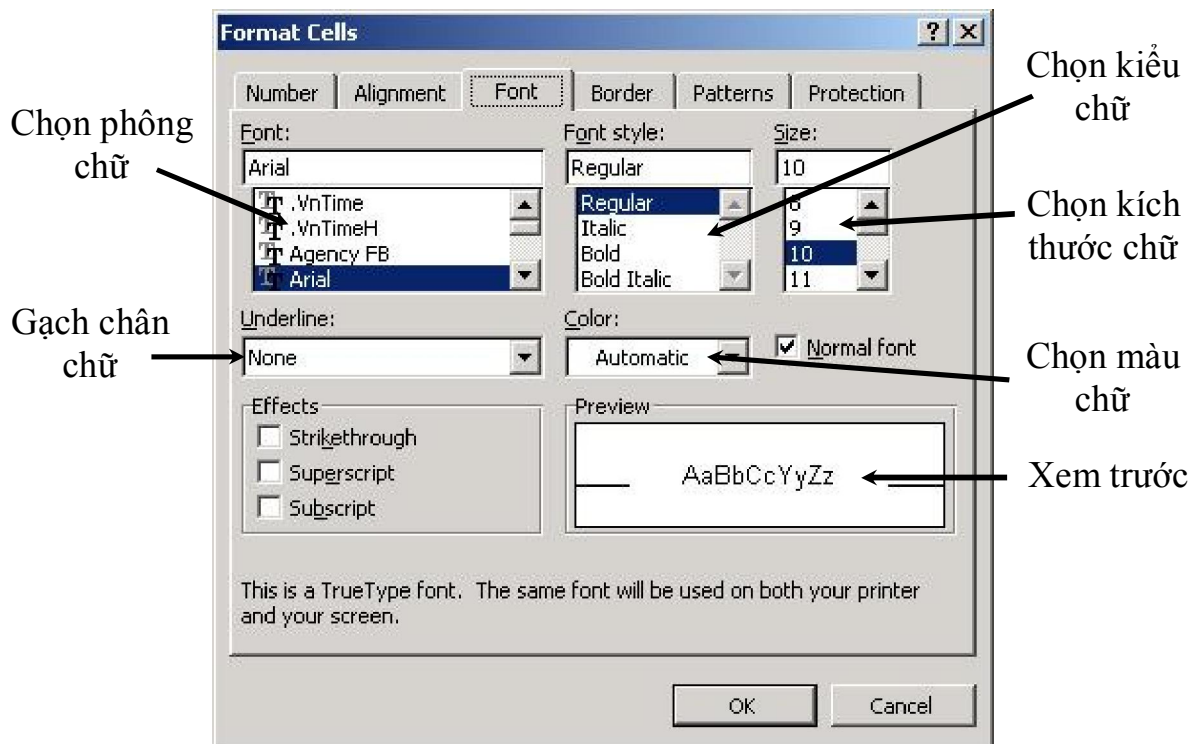 Format Cells
Number Alignment Font Border Patterns Protection
Chọn kiểu
chữ
Chọn phông
chữ
Font: Font style: Size:
Arial Regular 10
.VnTime Regular 8
.VnTimeH Italic 9
Agency FB Bold 10
Arial Bold Italic 11
Chọn kích
thước chữ
Gạch chân
chữ
Underline: Color:
None Automatic Normal font
Chọn màu
chữ
Effects Preview
Strikethrough
Superscript
Subscript
AaBbCcYyZz
Xem trước
This is a TrueType font. The same font will be used on both your printer
and your screen.
OK Cancel